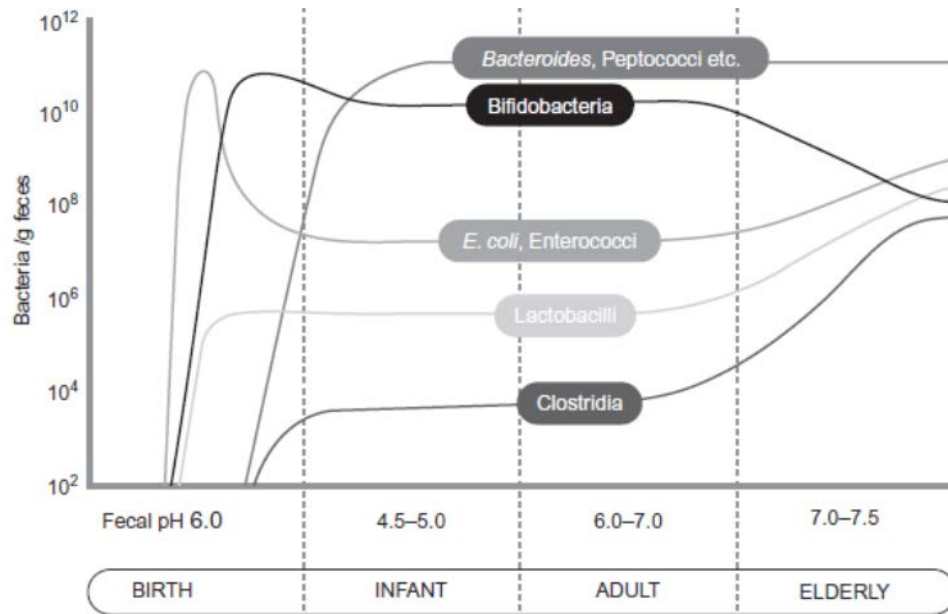 10¹²
Bacteroides, Peptococci etc.
10¹⁰
Bifidobacteria
10⁸
E. coli, Enterococci
Bacteria /g feces
10⁶
Lactobacilli
10⁴
Clostridia
10²
Fecal pH 6.0 4.5–5.0 6.0–7.0 7.0–7.5
BIRTH INFANT ADULT ELDERLY